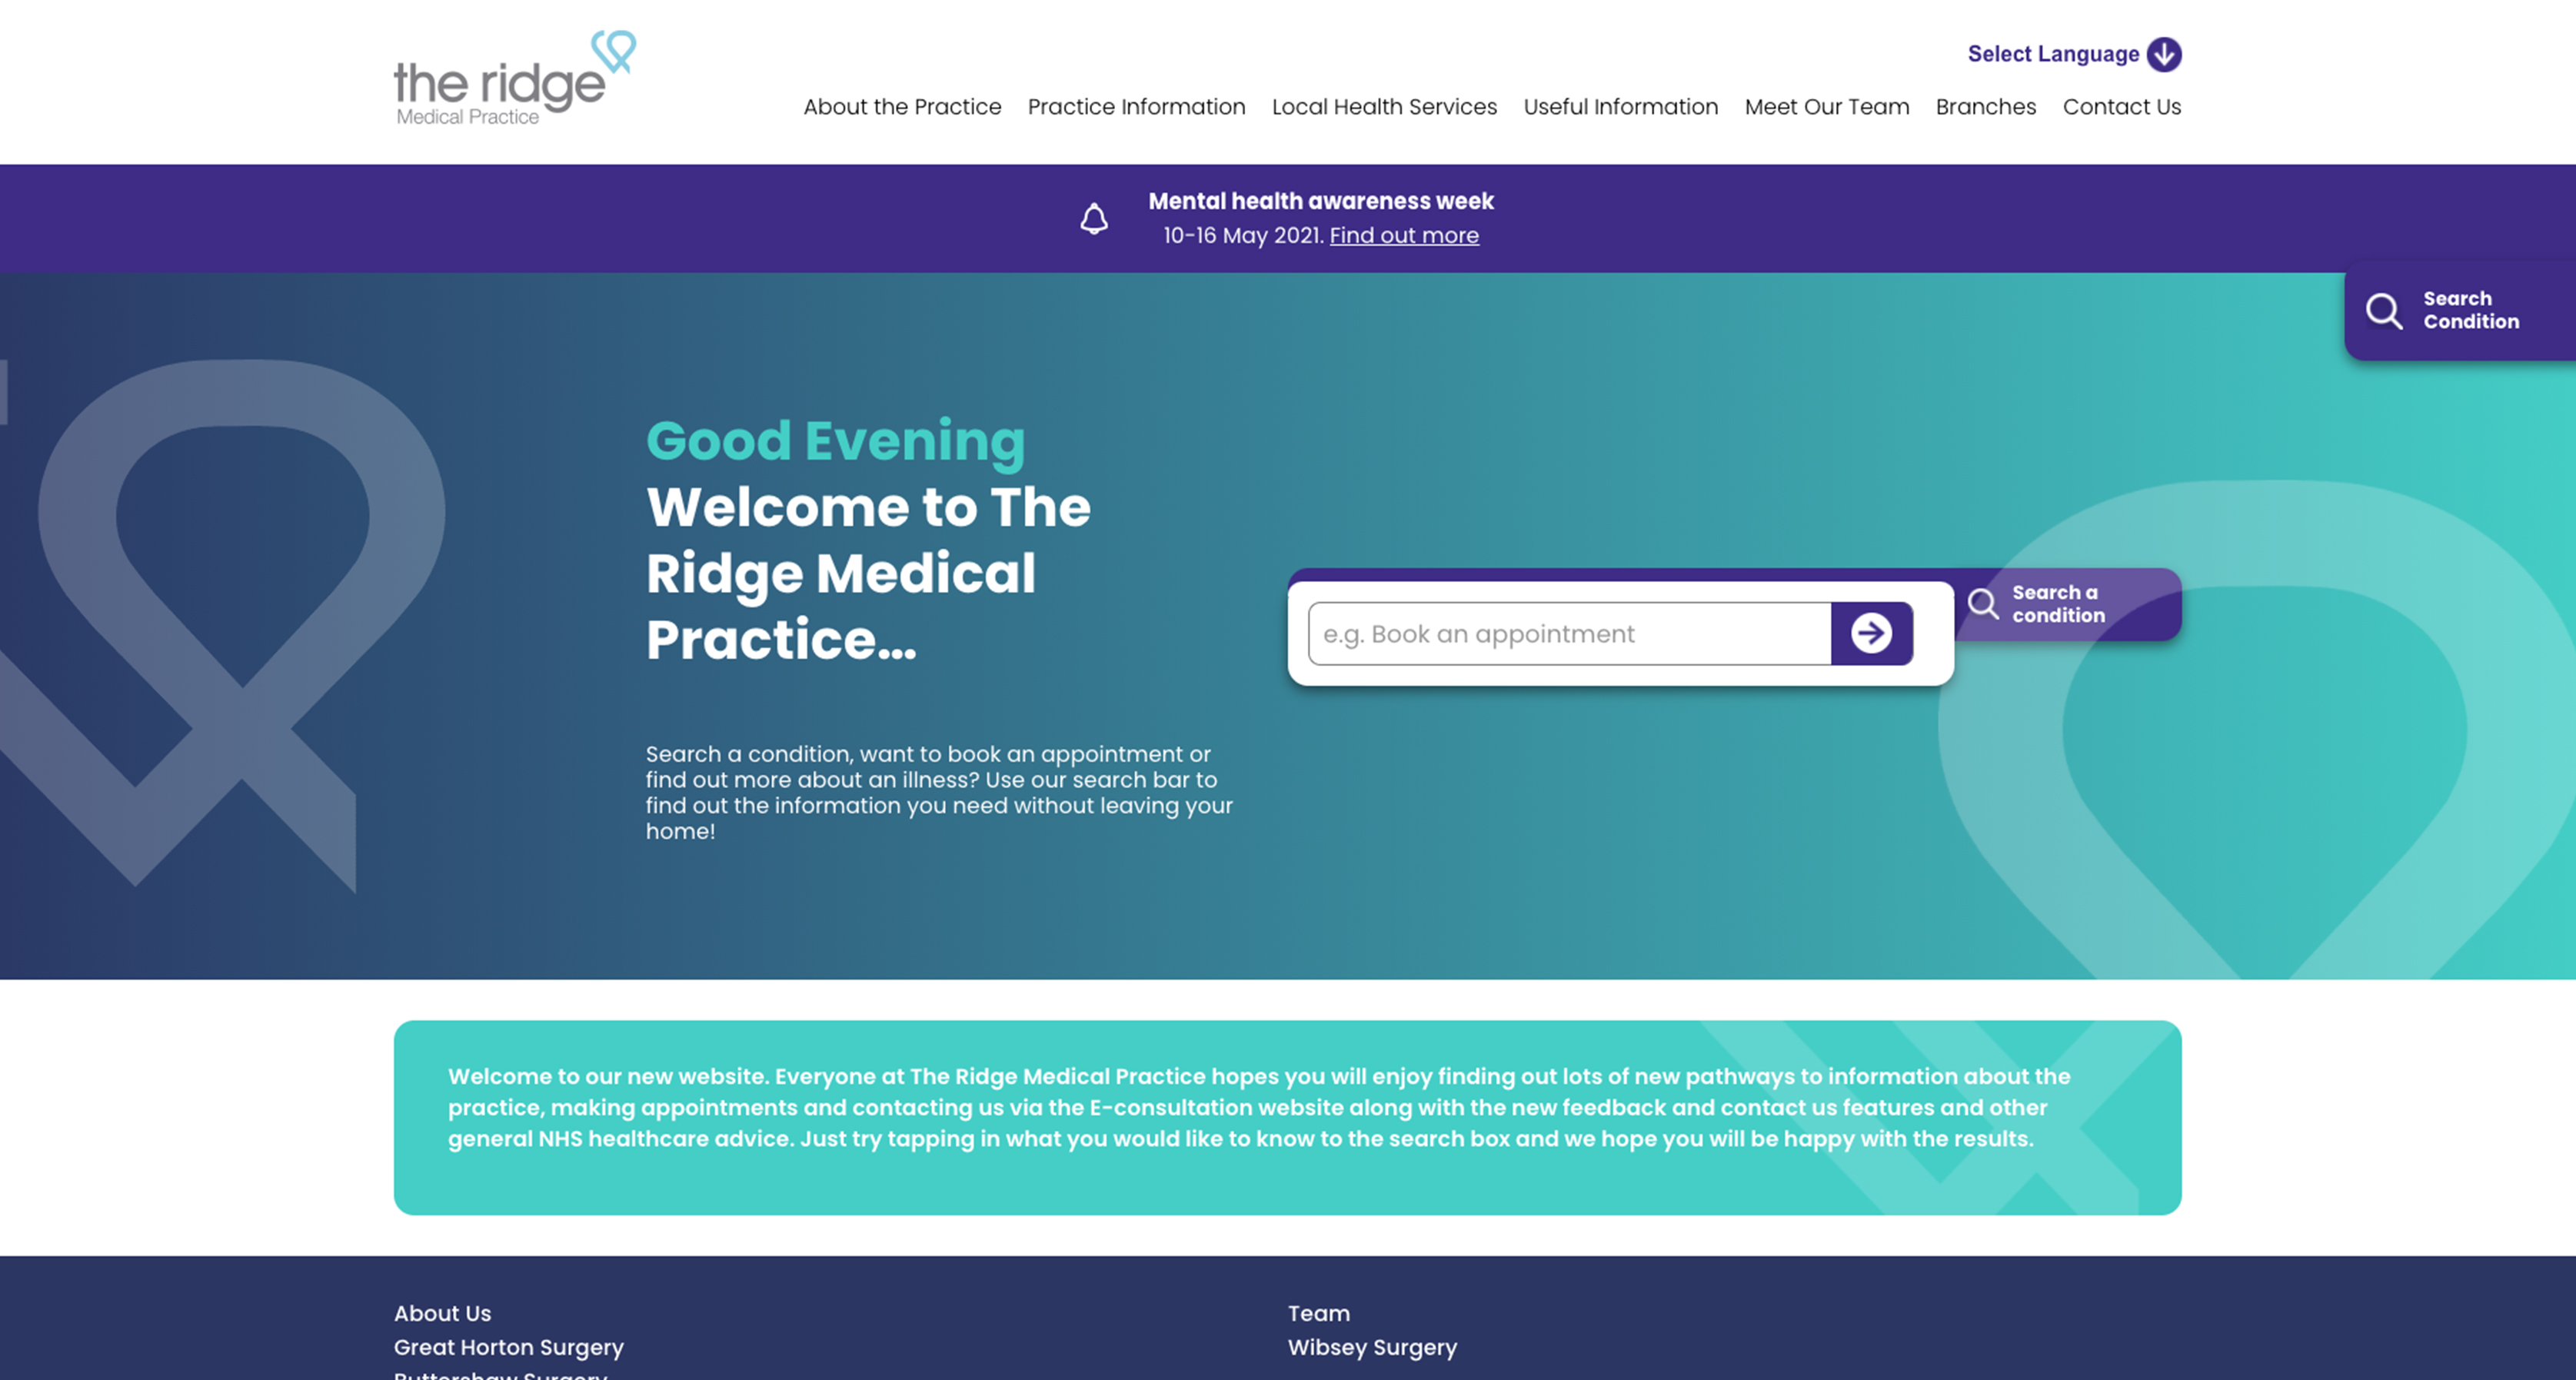 the ridge
Medical Practice
Select Language
About the Practice Practice Information Local Health Services Useful Information Meet Our Team Branches Contact Us
Mental health awareness week
10-16 May 2021. Find out more
Search
Condition
Good Evening
Welcome to The
Ridge Medical
Practice...
e.g. Book an appointment
Search a
condition
Search a condition, want to book an appointment or
find out more about an illness? Use our search bar to
find out the information you need without leaving your
home!
Welcome to our new website. Everyone at The Ridge Medical Practice hopes you will enjoy finding out lots of new pathways to information about the
practice, making appointments and contacting us via the E-consultation website along with the new feedback and contact us features and other
general NHS healthcare advice. Just try tapping in what you would like to know to the search box and we hope you will be happy with the results.
About Us
Team
Great Horton Surgery
Wibsey Surgery
Buttershaw Surgery